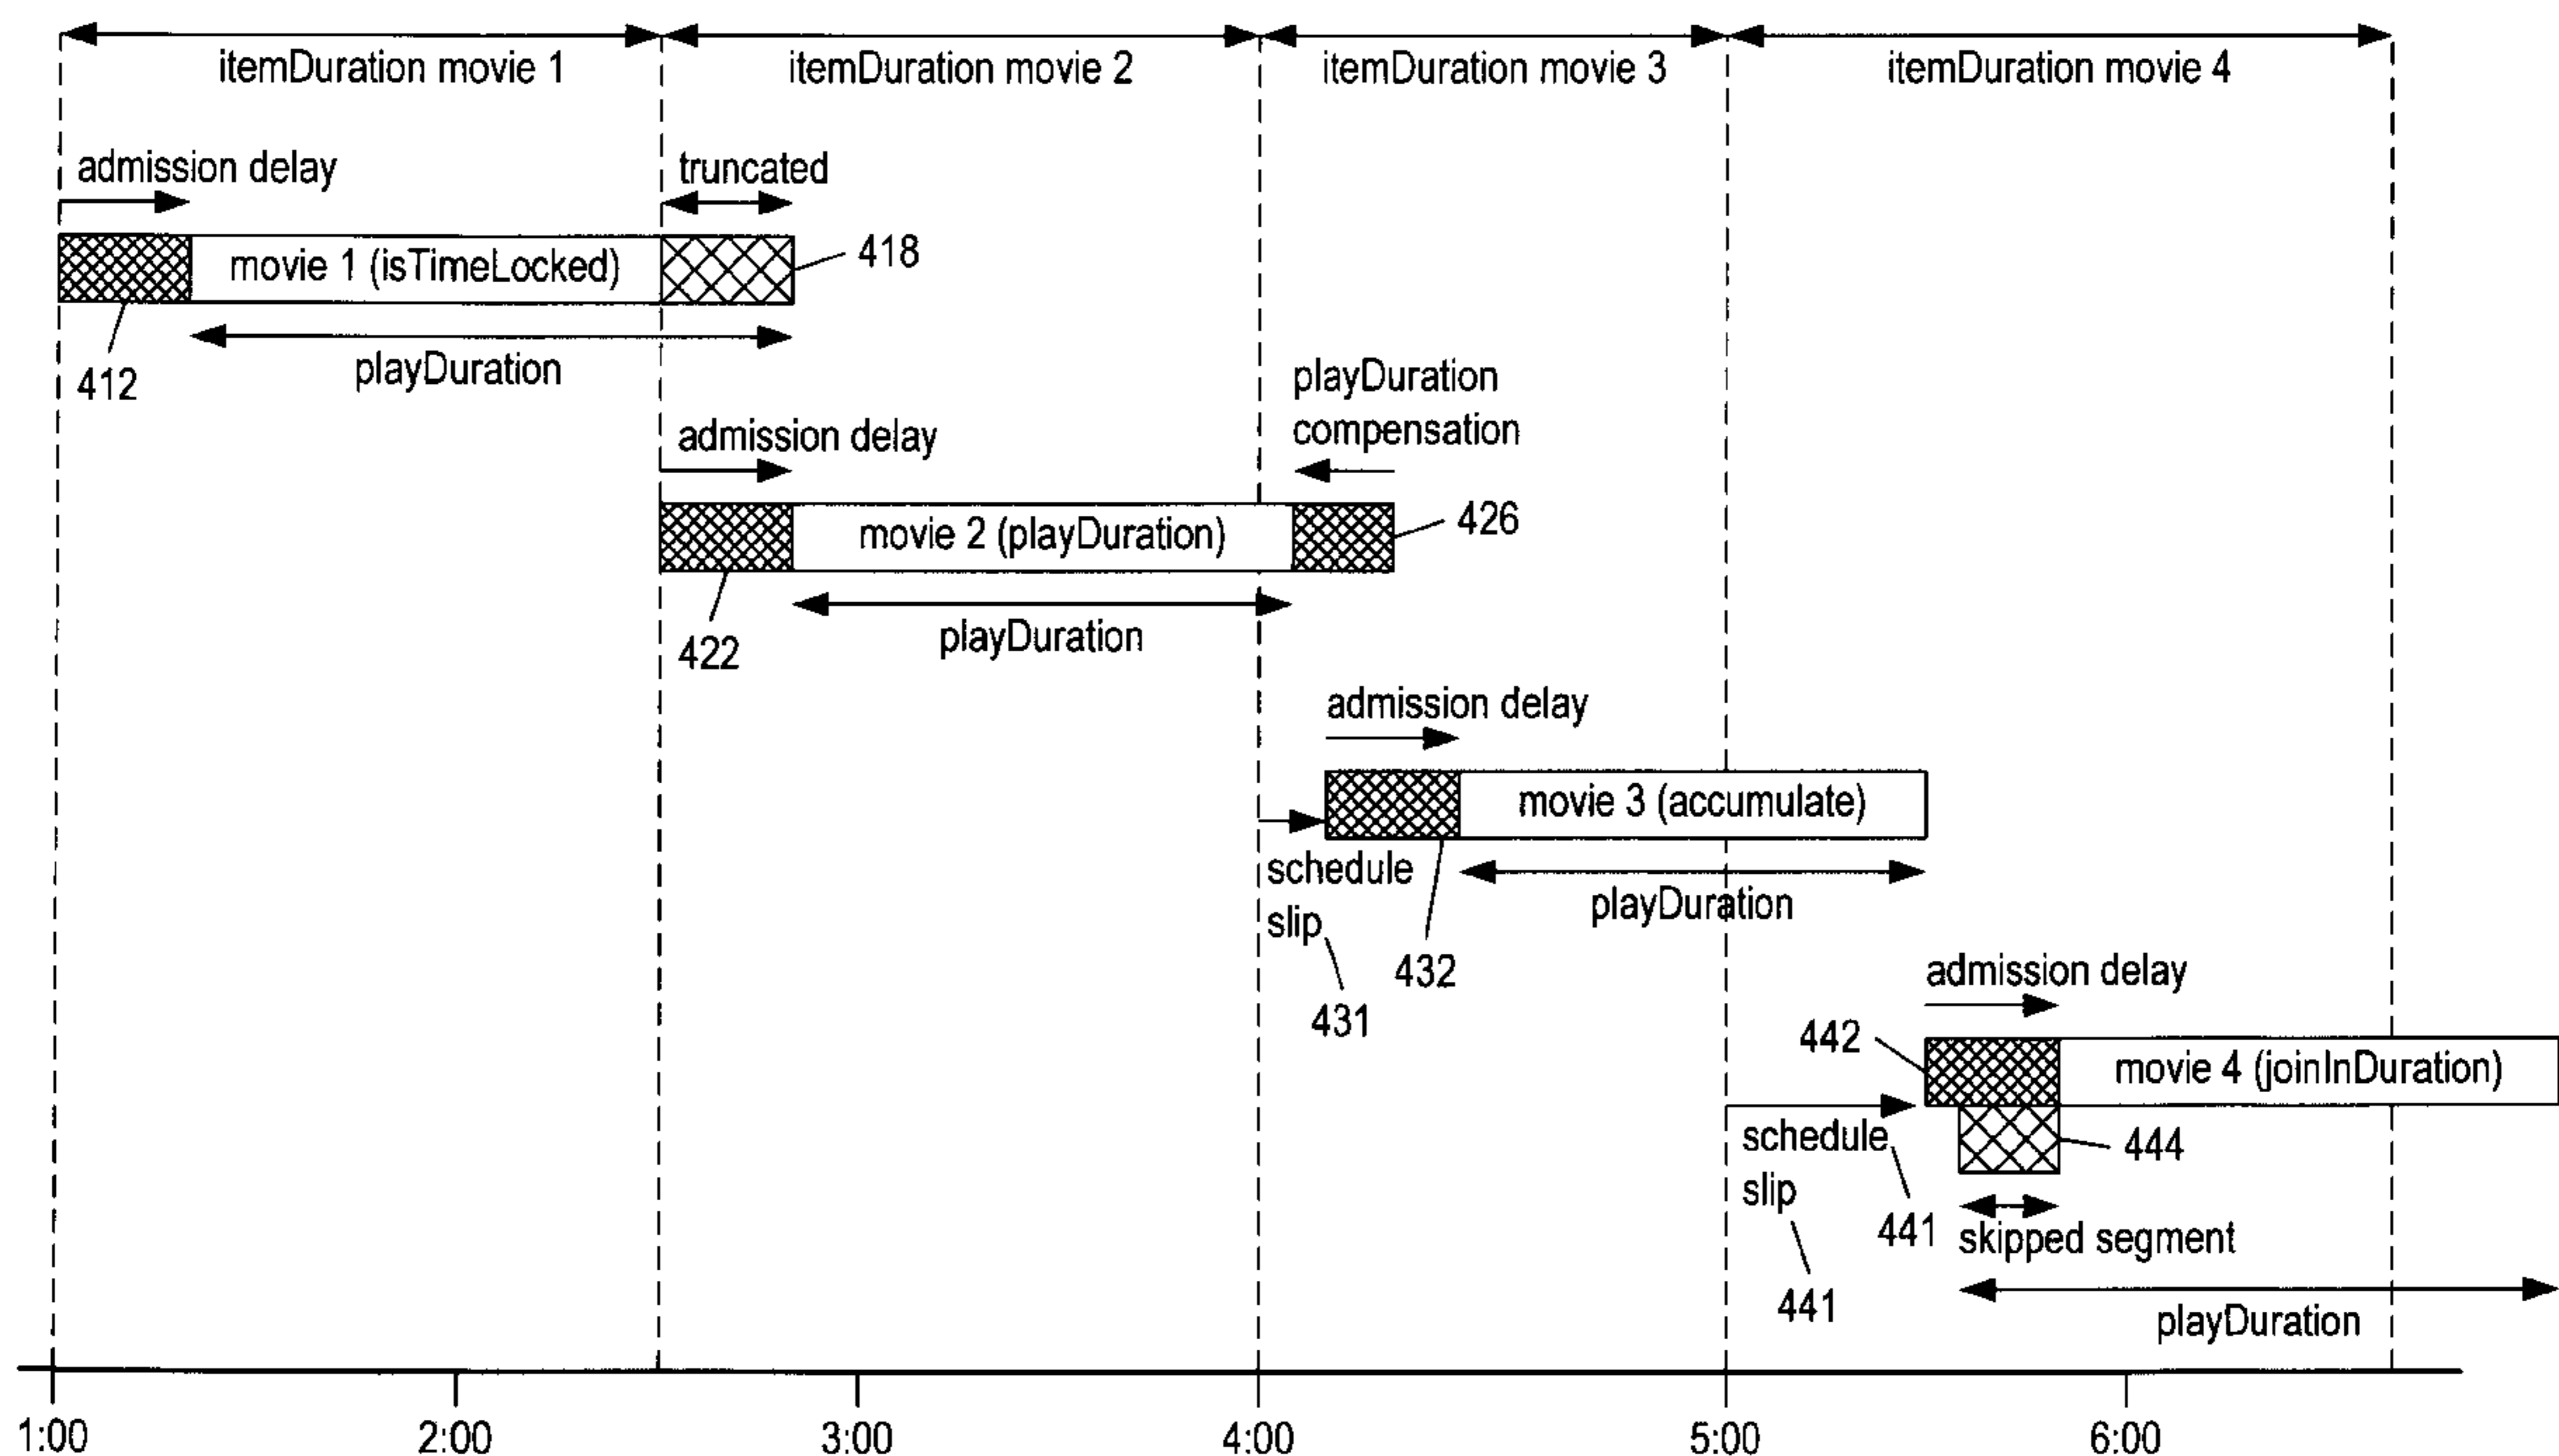 itemDuration movie 1
itemDuration movie 2
itemDuration movie 3
itemDuration movie 4
admission delay
truncated
movie 1 (isTimeLocked)
418
412
playDuration
admission delay
playDuration
compensation
movie 2 (playDuration)
426
422
playDuration
admission delay
movie 3 (accumulate)
schedule
slip
431
432
playDuration
admission delay
442
movie 4 (joinInDuration)
schedule
slip
441
441
444
skipped segment
playDuration
1:00
2:00
3:00
4:00
5:00
6:00